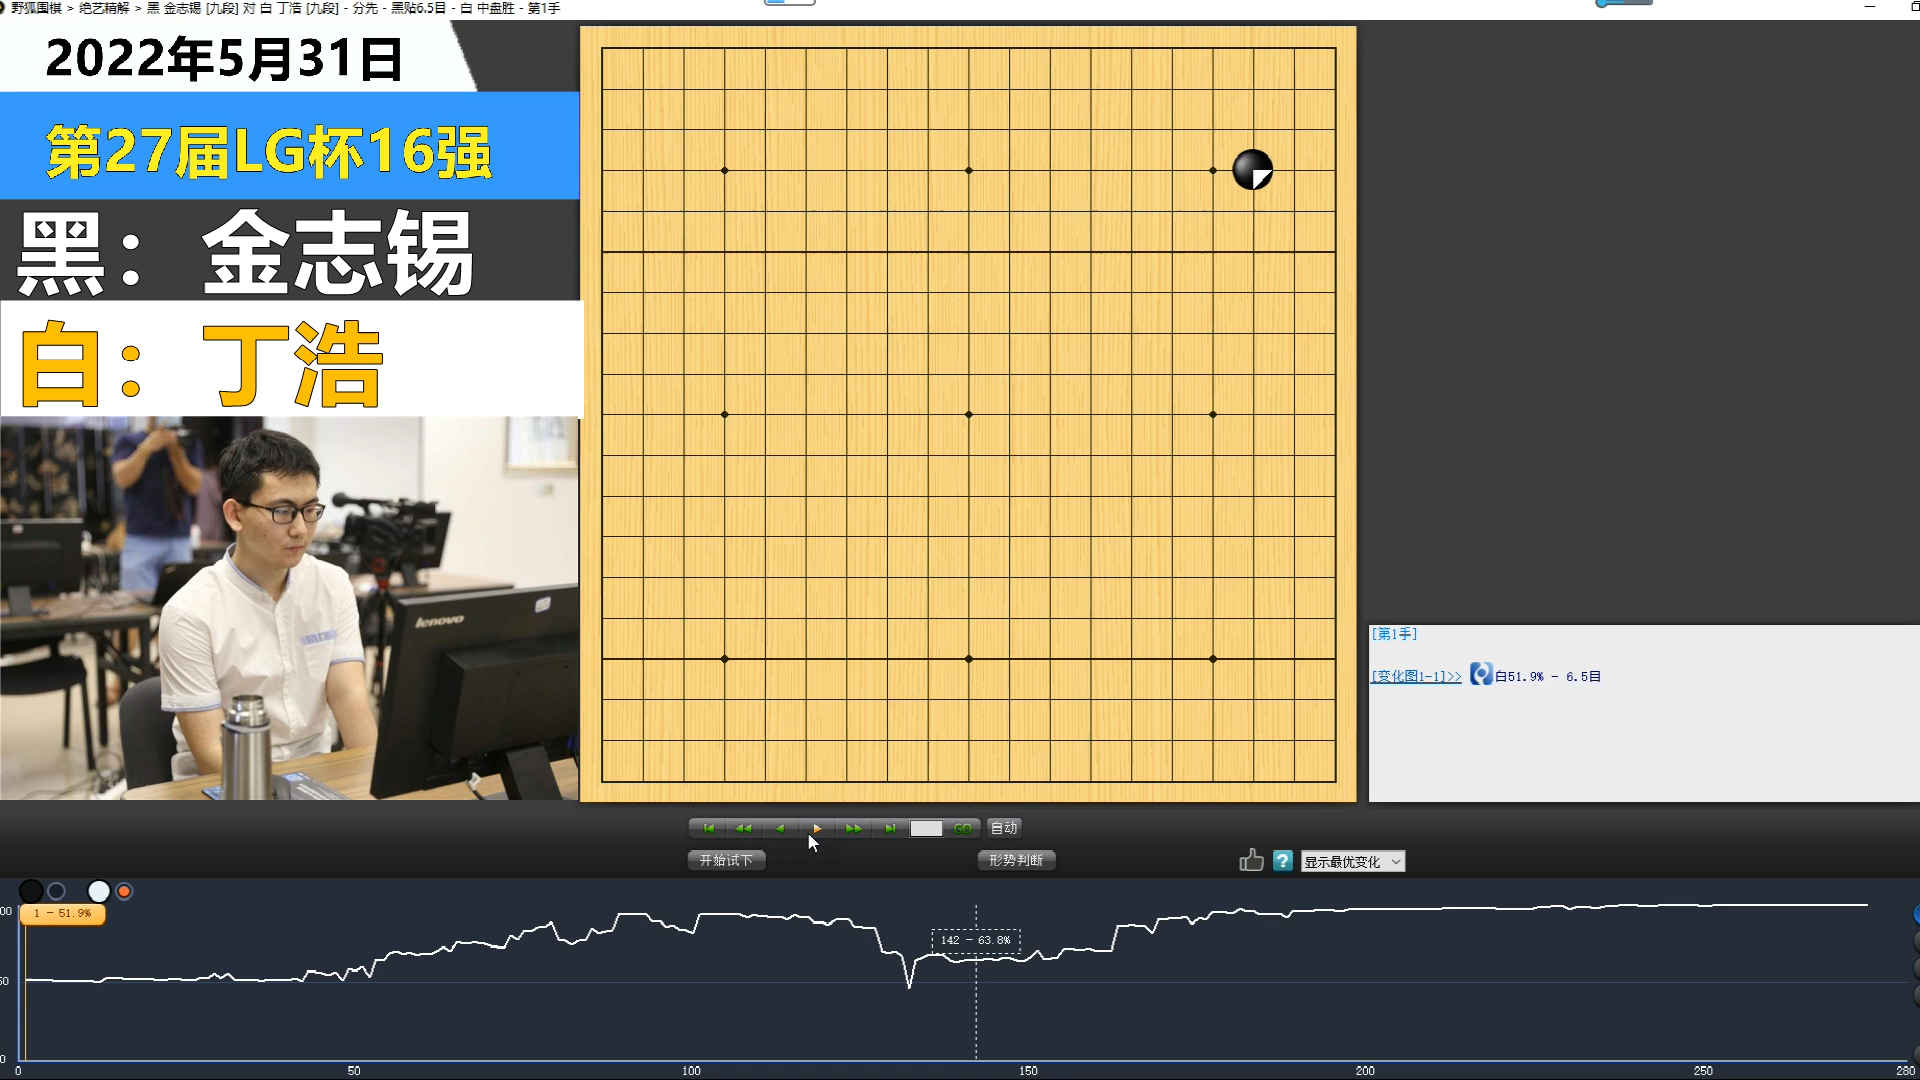 野狐围棋 > 绝艺精解 > 黑 金志锡 [九段] 对 白 丁浩 [九段] - 分先 - 黑贴6.5目 - 白 中盘胜 - 第1手
2022年5月31日
第27届LG杯16强
黑：金志锡
白：丁浩
lenovo
[第1手]
[变化图1-1]>> 白51.9% - 6.5目
GO 自动
开始试下 形势判断 ? 显示最优变化
00
1 - 51.9%
142 - 63.8%
50
0
0 50 100 150 200 250 280